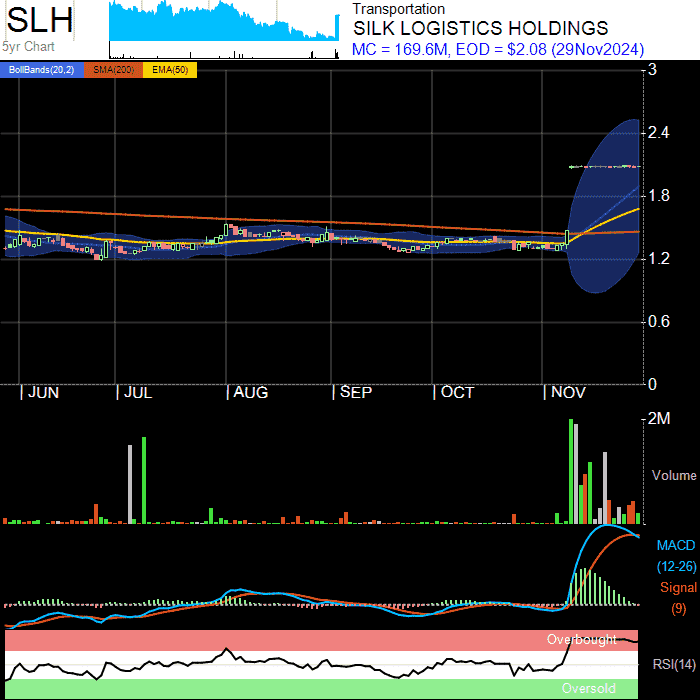 SLH
5yr Chart
Transportation
SILK LOGISTICS HOLDINGS
MC = 169.6M, EOD = $2.08 (29Nov2024)
BollBands(20,2) SMA(200) EMA(50)
3
2.4
1.8
1.2
0.6
0
JUN JUL AUG SEP OCT NOV
2M
Volume
MACD
(12-26)
Signal
(9)
Overbought
RSI(14)
Oversold